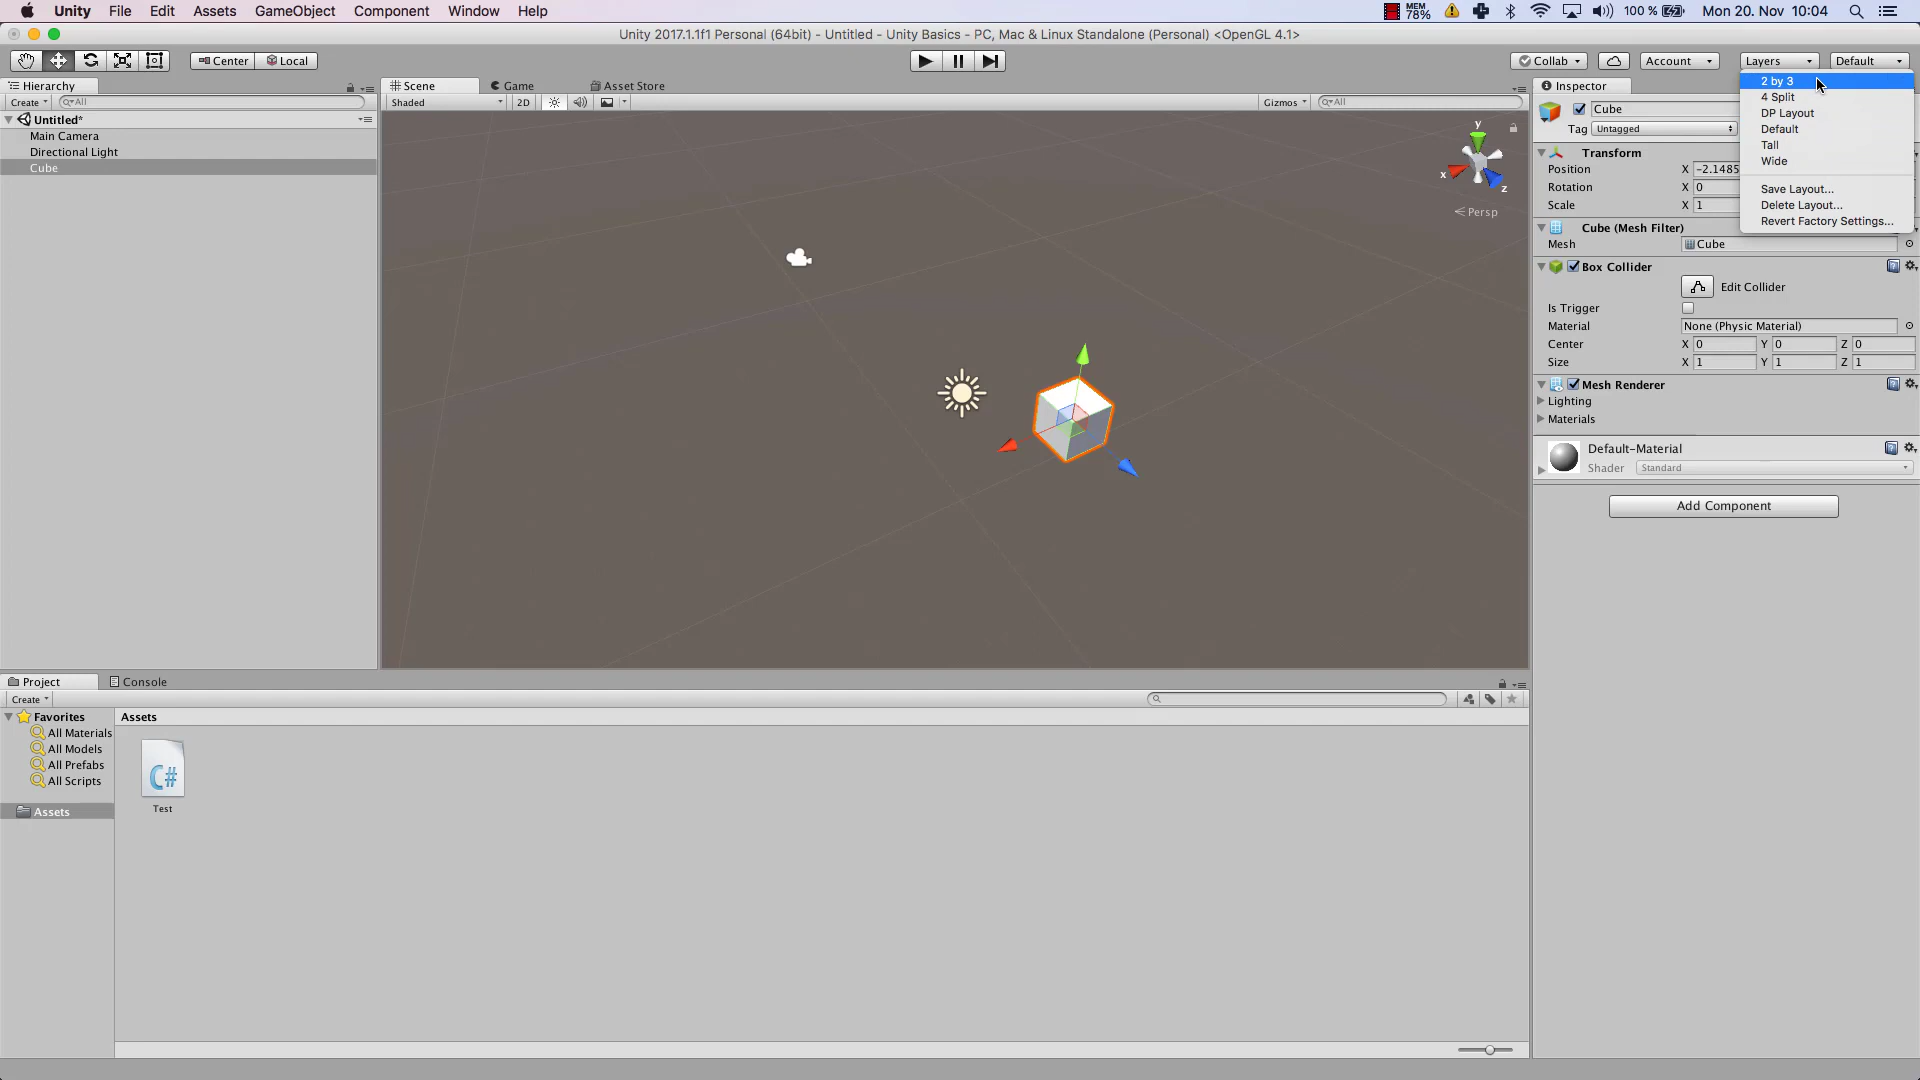 Unity File Edit Assets GameObject Component Window Help MEM 78% 100 % Mon 20. Nov 10:04
Unity 2017.1.1f1 Personal (64bit) - Untitled - Unity Basics - PC, Mac & Linux Standalone (Personal) <OpenGL 4.1>
Center Local Collab Account Layers Default
Hierarchy
Create All
Untitled*
Main Camera
Directional Light
Cube
Scene Game Asset Store
Shaded 2D Gizmos All
y
x
z
Persp
2 by 3
4 Split
DP Layout
Default
Tall
Wide
Save Layout...
Delete Layout...
Revert Factory Settings...
Inspector
Cube
Tag Untagged
Transform
Position X -2.1485
Rotation X 0
Scale X 1
Cube (Mesh Filter)
Mesh Cube
Box Collider
Edit Collider
Is Trigger
Material None (Physic Material)
Center X 0 Y 0 Z 0
Size X 1 Y 1 Z 1
Mesh Renderer
Lighting
Materials
Default-Material
Shader Standard
Add Component
Project Console
Create
Favorites
All Materials
All Models
All Prefabs
All Scripts
Assets
Assets
C#
Test